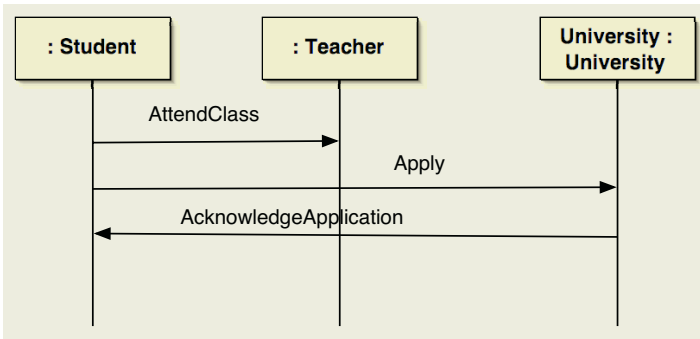 : Student
: Teacher
University :
University
AttendClass
Apply
AcknowledgeApplication